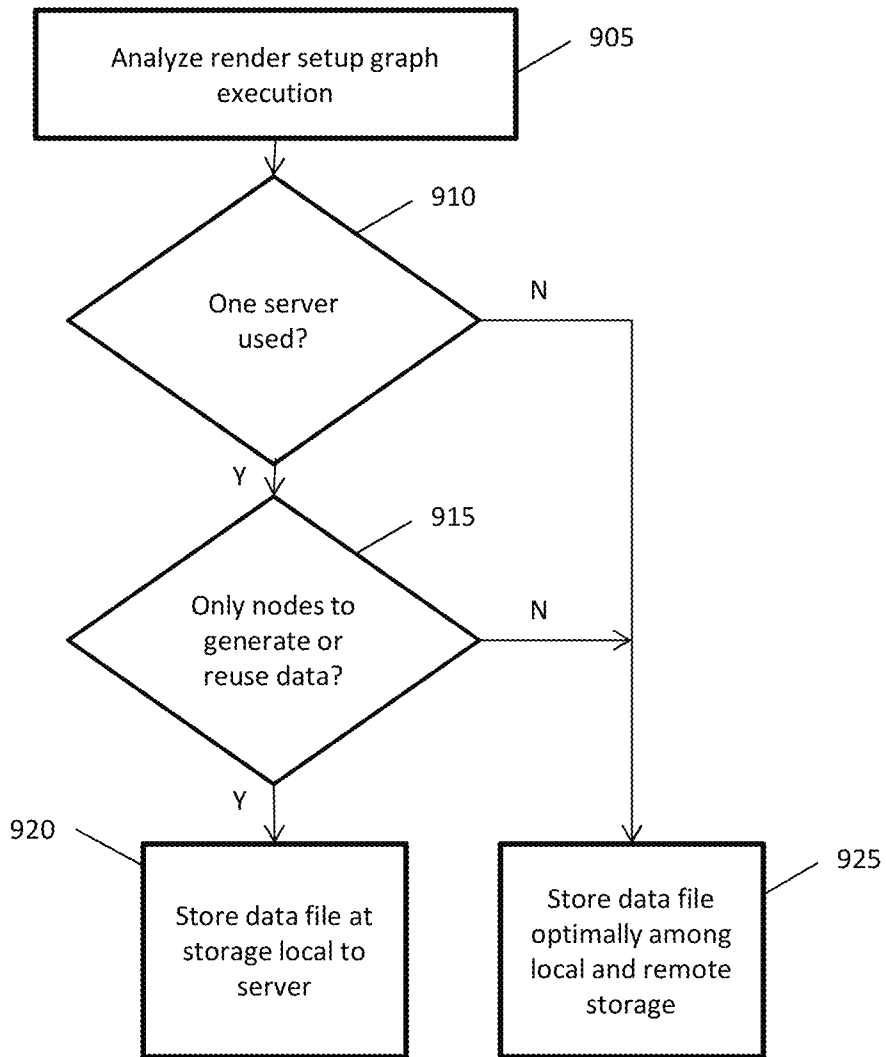 Analyze render setup graph
execution
905
910
One server
used?
N
Y
915
Only nodes to
generate or
reuse data?
N
Y
920
Store data file at
storage local to
server
925
Store data file
optimally among
local and remote
storage